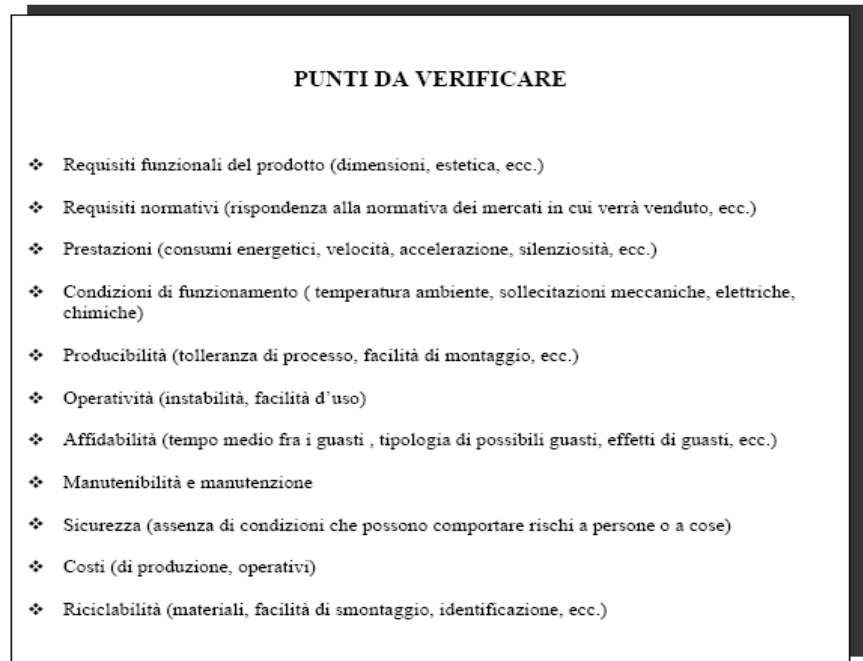 PUNTI DA VERIFICARE
❖ Requisiti funzionali del prodotto (dimensioni, estetica, ecc.)
❖ Requisiti normativi (rispondenza alla normativa dei mercati in cui verrà venduto, ecc.)
❖ Prestazioni (consumi energetici, velocità, accelerazione, silenziosità, ecc.)
❖ Condizioni di funzionamento ( temperatura ambiente, sollecitazioni meccaniche, elettriche,
chimiche)
❖ Producibilità (tolleranza di processo, facilità di montaggio, ecc.)
❖ Operatività (instabilità, facilità d’uso)
❖ Affidabilità (tempo medio fra i guasti , tipologia di possibili guasti, effetti di guasti, ecc.)
❖ Manutenibilità e manutenzione
❖ Sicurezza (assenza di condizioni che possono comportare rischi a persone o a cose)
❖ Costi (di produzione, operativi)
❖ Riciclabilità (materiali, facilità di smontaggio, identificazione, ecc.)